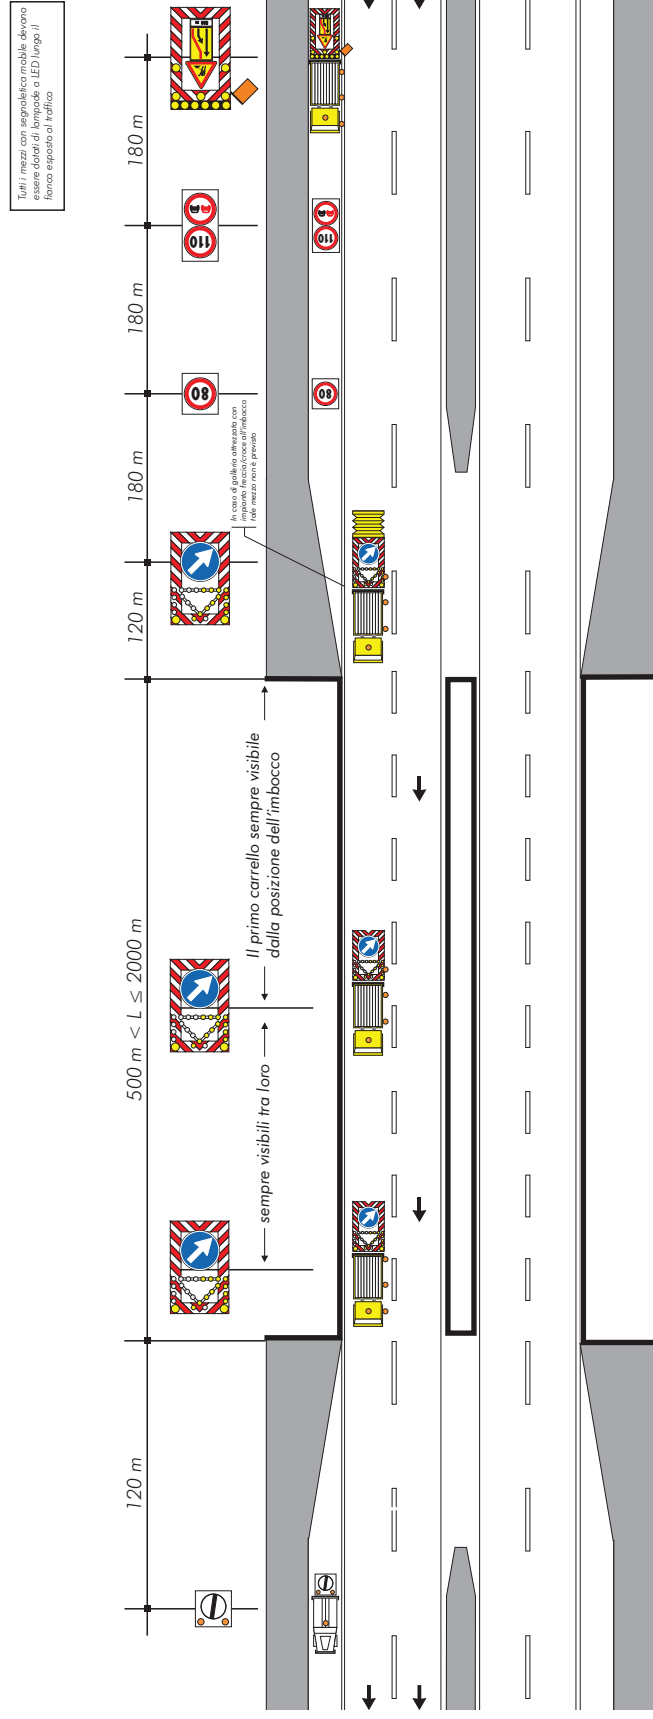 Tutti i mezzi con segnaletica mobile devono
essere dotati di lampade a LED lungo il
fianco esposto al traffico
180 m
110
110
180 m
80
80
180 m
In caso di galleria attrezzata con
impianto freccia/croce all'imbocco
tale mezzo non è previsto
120 m
Il primo carrello sempre visibile
dalla posizione dell'imbocco
500 m < L ≤ 2000 m
sempre visibili tra loro
120 m